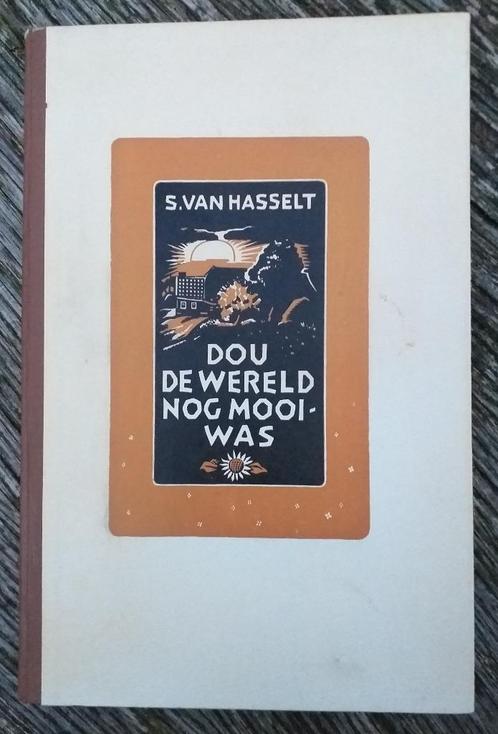 S. VAN HASSELT
DOU
DE WERELD
NOG MOOI-
WAS